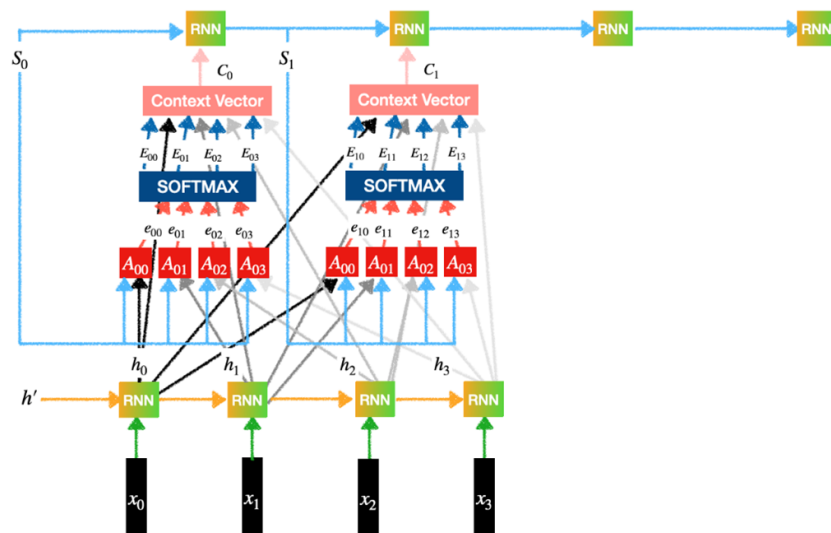 RNN RNN RNN RNN
S₀ S₁
C₀ C₁
Context Vector Context Vector
E₀₀ E₀₁ E₀₂ E₀₃ E₁₀ E₁₁ E₁₂ E₁₃
SOFTMAX SOFTMAX
e₀₀ e₀₁ e₀₂ e₀₃ e₁₀ e₁₁ e₁₂ e₁₃
A₀₀ A₀₁ A₀₂ A₀₃ A₀₀ A₀₁ A₀₂ A₀₃
h₀ h₁ h₂ h₃
h′ RNN RNN RNN RNN
x₀ x₁ x₂ x₃